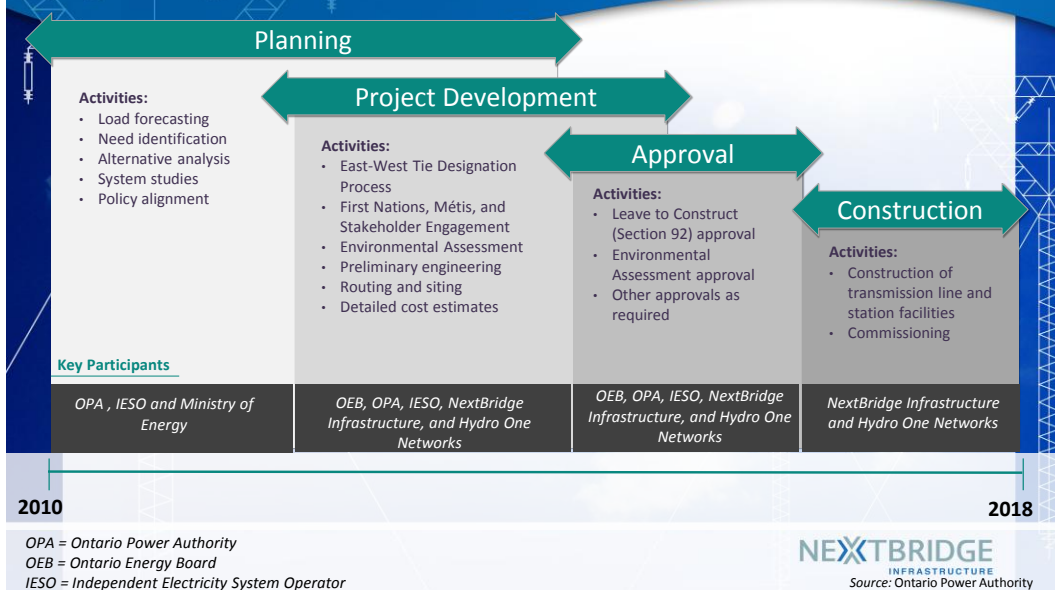 Planning
Activities:
• Load forecasting
• Need identification
• Alternative analysis
• System studies
• Policy alignment
Project Development
Activities:
• East-West Tie Designation
Process
• First Nations, Métis, and
Stakeholder Engagement
• Environmental Assessment
• Preliminary engineering
• Routing and siting
• Detailed cost estimates
Approval
Activities:
• Leave to Construct
(Section 92) approval
• Environmental
Assessment approval
• Other approvals as
required
Construction
Activities:
• Construction of
transmission line and
station facilities
• Commissioning
Key Participants
OPA , IESO and Ministry of
Energy
OEB, OPA, IESO, NextBridge
Infrastructure, and Hydro One
Networks
OEB, OPA, IESO, NextBridge
Infrastructure, and Hydro One
Networks
NextBridge Infrastructure
and Hydro One Networks
2010
2018
OPA = Ontario Power Authority
OEB = Ontario Energy Board
IESO = Independent Electricity System Operator
NEXTBRIDGE
INFRASTRUCTURE
Source: Ontario Power Authority